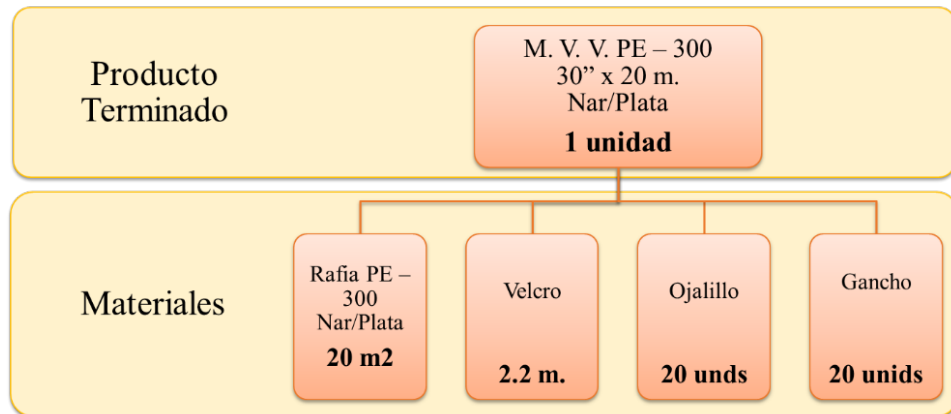 Producto
Terminado
M. V. V. PE – 300
30” x 20 m.
Nar/Plata
1 unidad
Materiales
Rafia PE –
300
Nar/Plata
20 m2
Velcro
2.2 m.
Ojalillo
20 unds
Gancho
20 unids